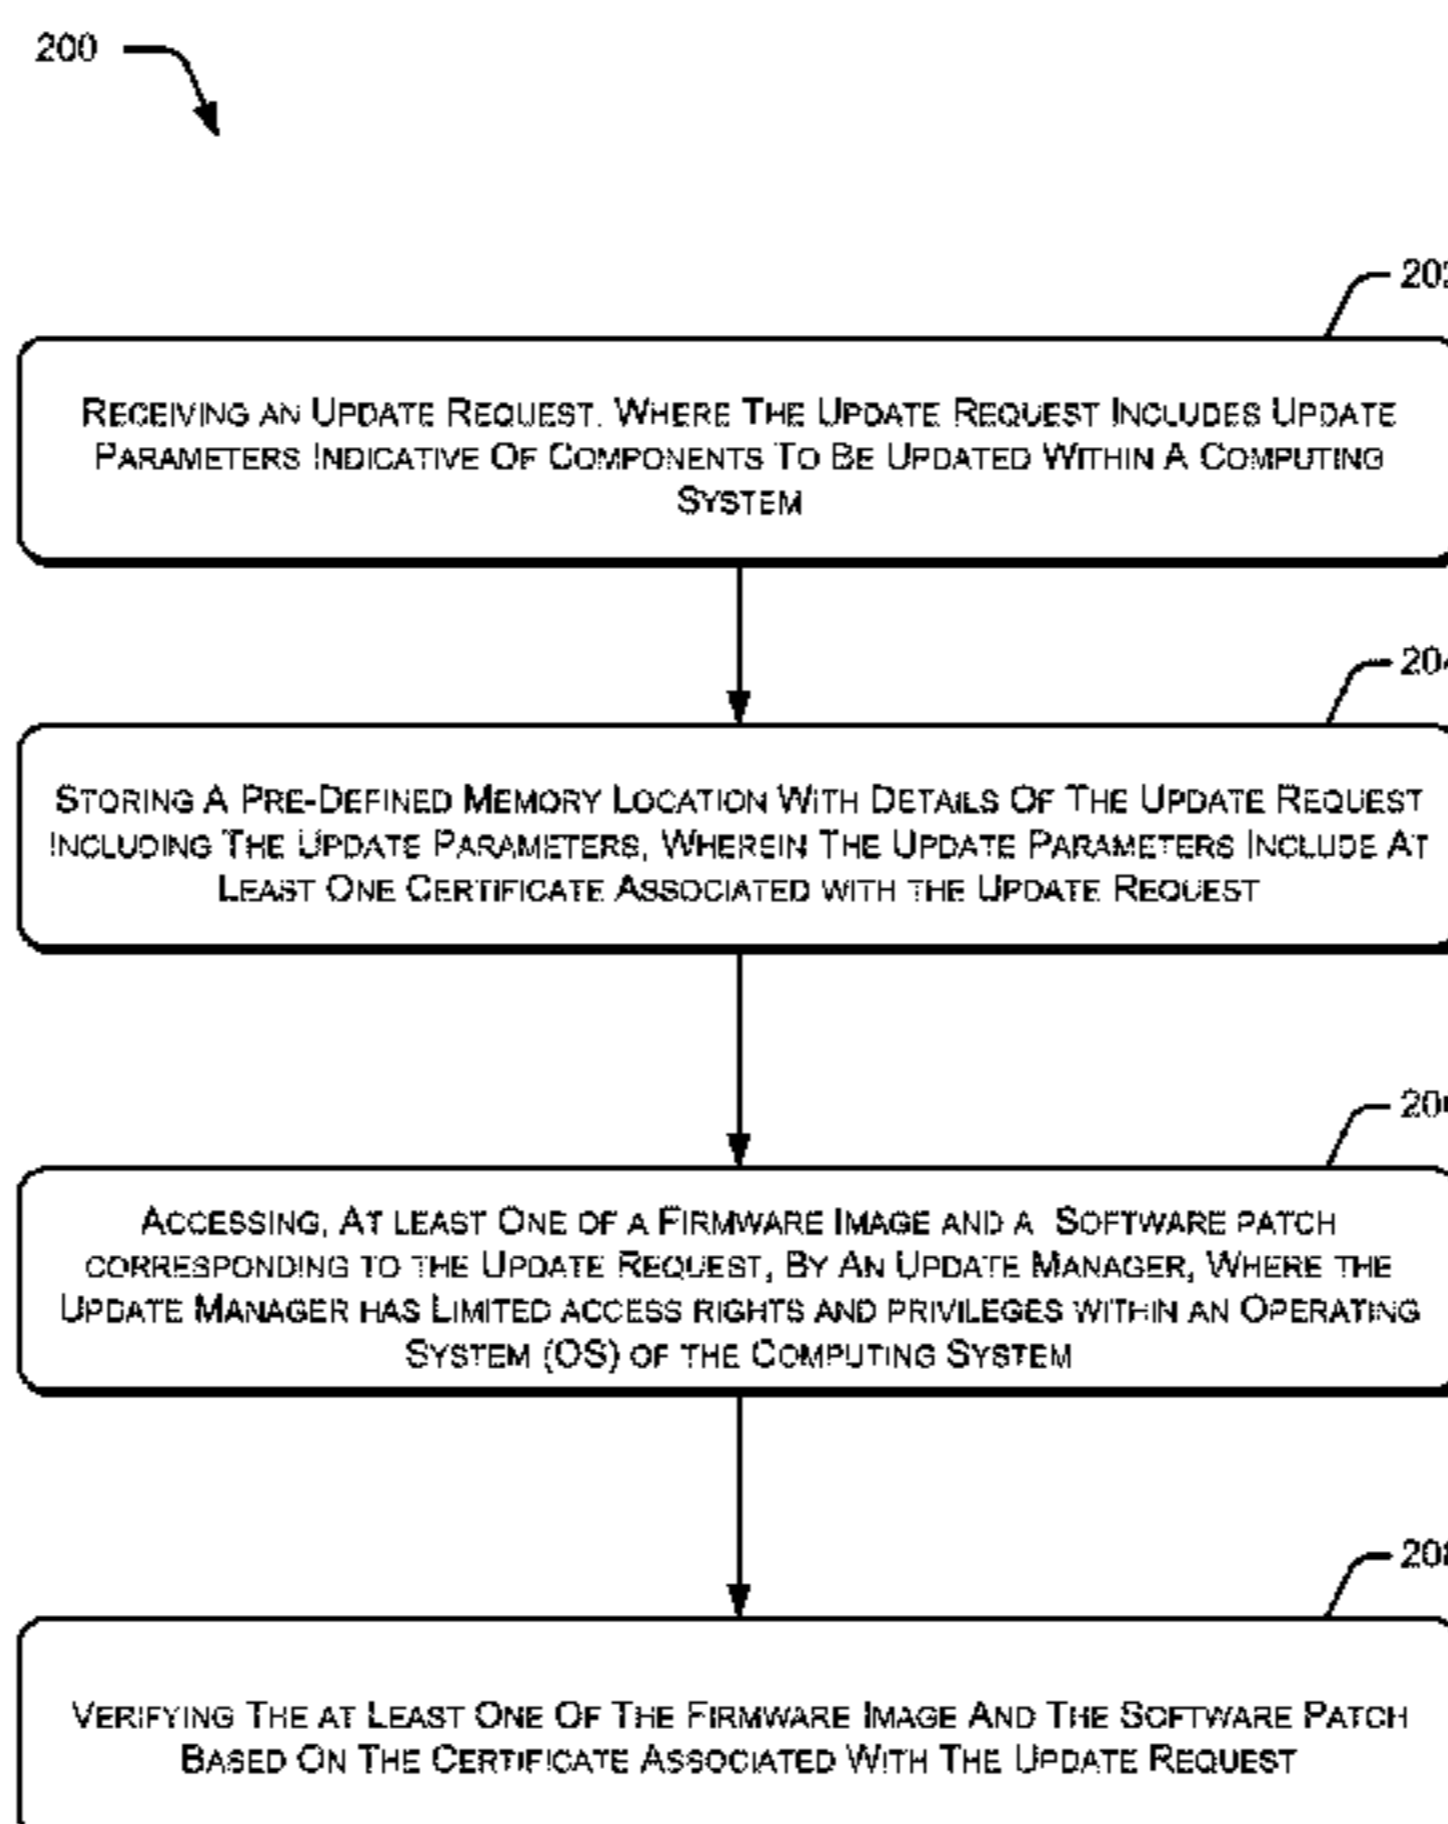 200
202
RECEIVING AN UPDATE REQUEST, WHERE THE UPDATE REQUEST INCLUDES UPDATE
PARAMETERS INDICATIVE OF COMPONENTS TO BE UPDATED WITHIN A COMPUTING
SYSTEM
204
STORING A PRE-DEFINED MEMORY LOCATION WITH DETAILS OF THE UPDATE REQUEST
INCLUDING THE UPDATE PARAMETERS, WHEREIN THE UPDATE PARAMETERS INCLUDE AT
LEAST ONE CERTIFICATE ASSOCIATED WITH THE UPDATE REQUEST
20
ACCESSING, AT LEAST ONE OF A FIRMWARE IMAGE AND A SOFTWARE PATCH
CORRESPONDING TO THE UPDATE REQUEST, BY AN UPDATE MANAGER, WHERE THE
UPDATE MANAGER HAS LIMITED ACCESS RIGHTS AND PRIVILEGES WITHIN AN OPERATING
SYSTEM (OS) OF THE COMPUTING SYSTEM
208
VERIFYING THE AT LEAST ONE OF THE FIRMWARE IMAGE AND THE SOFTWARE PATCH
BASED ON THE CERTIFICATE ASSOCIATED WITH THE UPDATE REQUEST